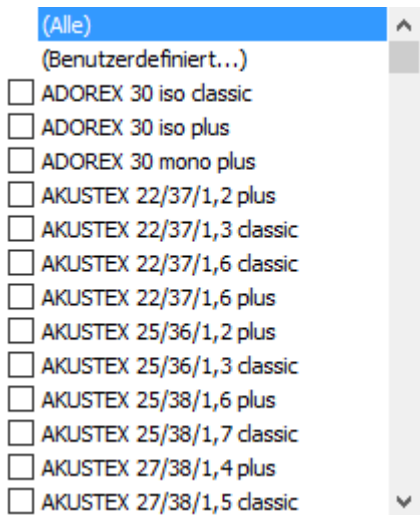 (Alle)
(Benutzerdefiniert...)
ADOREX 30 iso classic
ADOREX 30 iso plus
ADOREX 30 mono plus
AKUSTEX 22/37/1,2 plus
AKUSTEX 22/37/1,3 classic
AKUSTEX 22/37/1,6 classic
AKUSTEX 22/37/1,6 plus
AKUSTEX 25/36/1,2 plus
AKUSTEX 25/36/1,3 classic
AKUSTEX 25/38/1,6 plus
AKUSTEX 25/38/1,7 classic
AKUSTEX 27/38/1,4 plus
AKUSTEX 27/38/1,5 classic